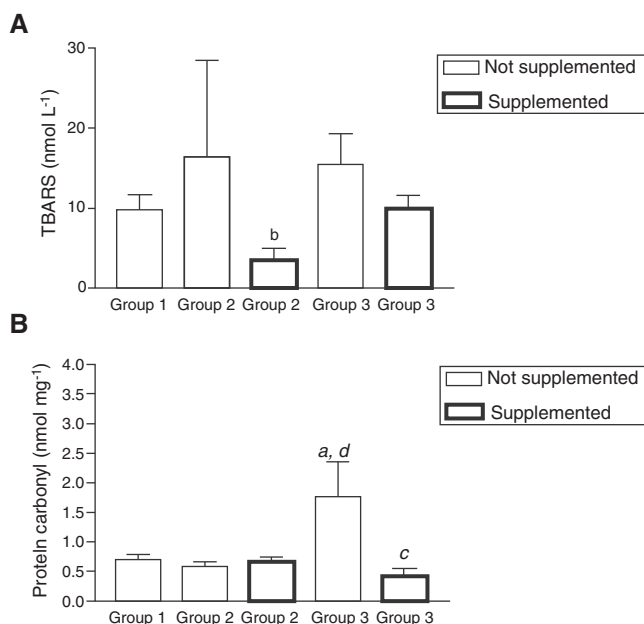 A
TBARS (nmol L⁻¹)
30
20
10
0
b
Group 1 Group 2 Group 2 Group 3 Group 3
Not supplemented
Supplemented
B
Protein carbonyl (nmol mg⁻¹)
4.0
3.5
3.0
2.5
2.0
1.5
1.0
0.5
0.0
a, d
c
Group 1 Group 2 Group 2 Group 3 Group 3
Not supplemented
Supplemented